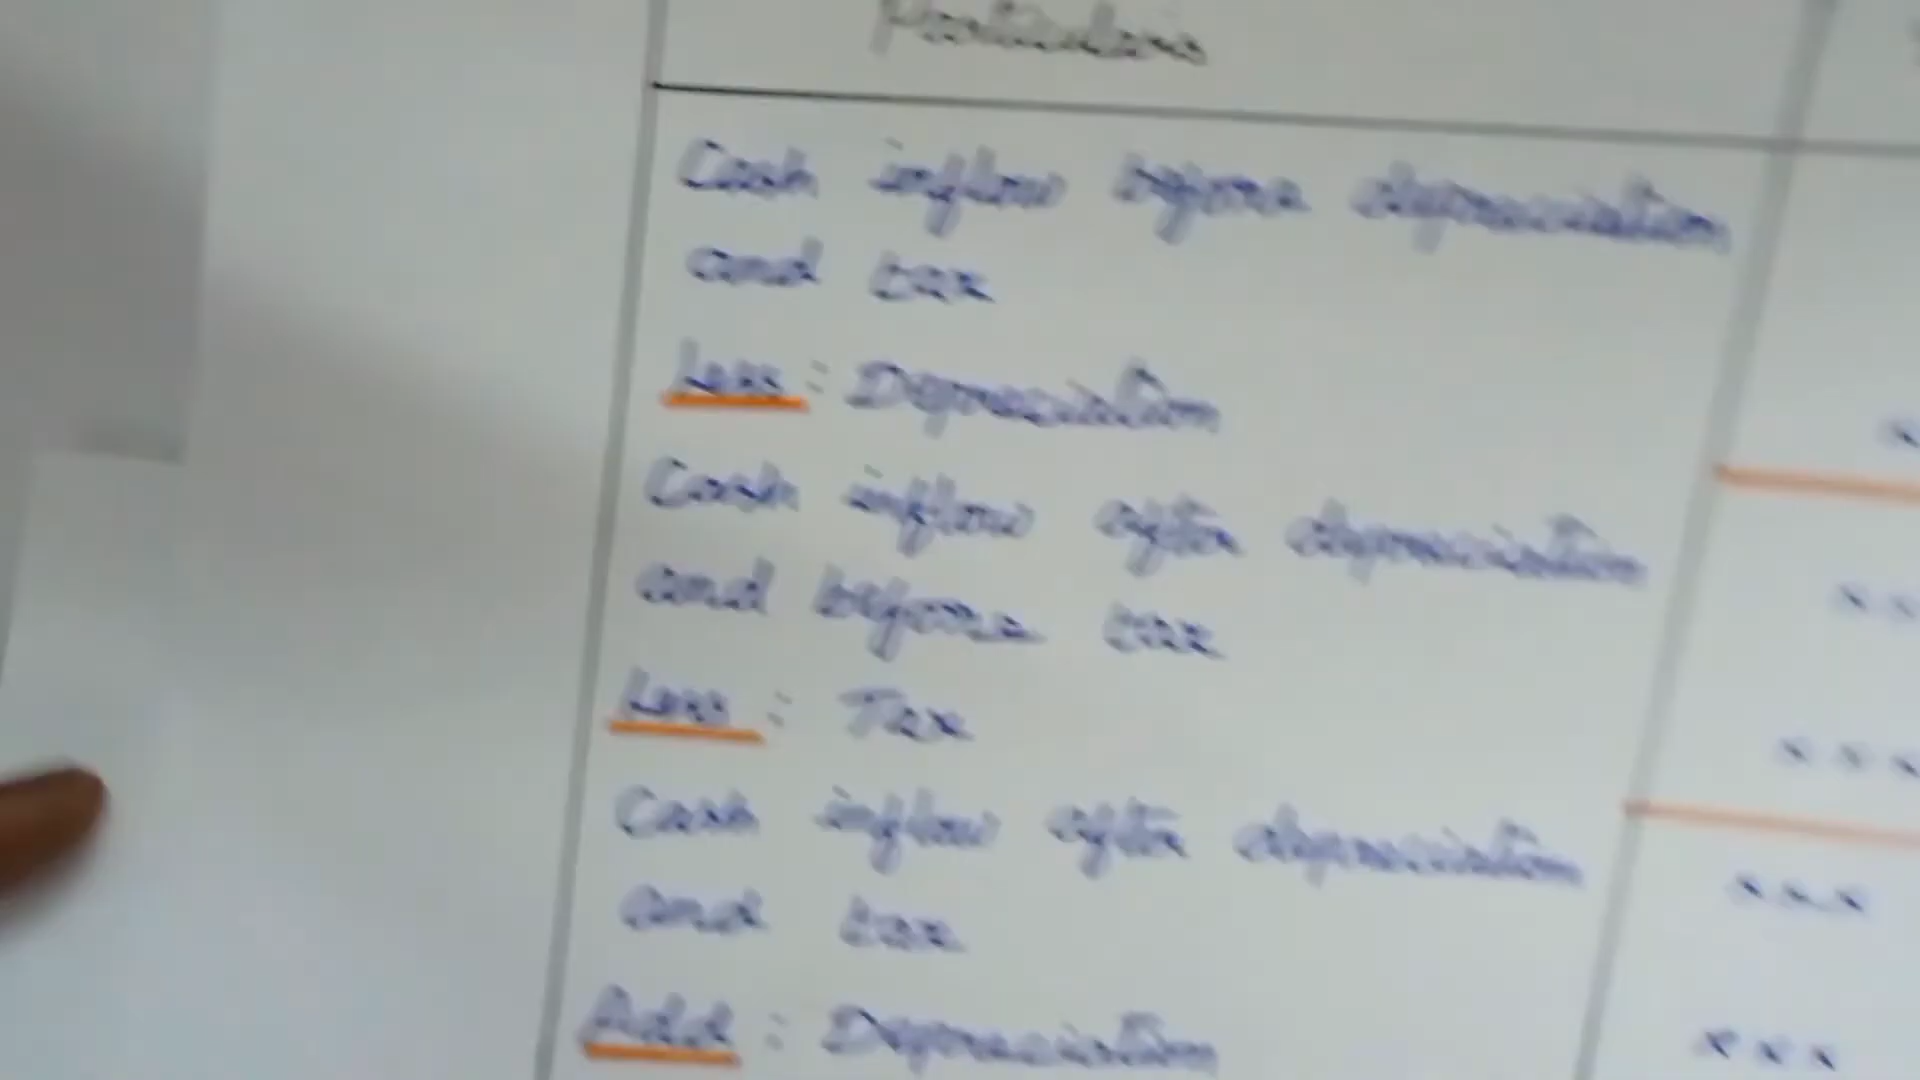 Particulars
Cash inflow before depreciation
and tax
Less : Depreciation
x
Cash inflow after depreciation
and before tax
x x
Less : Tax
x x x
Cash inflow after depreciation
x x x
and tax
Add : Depreciation
x x x